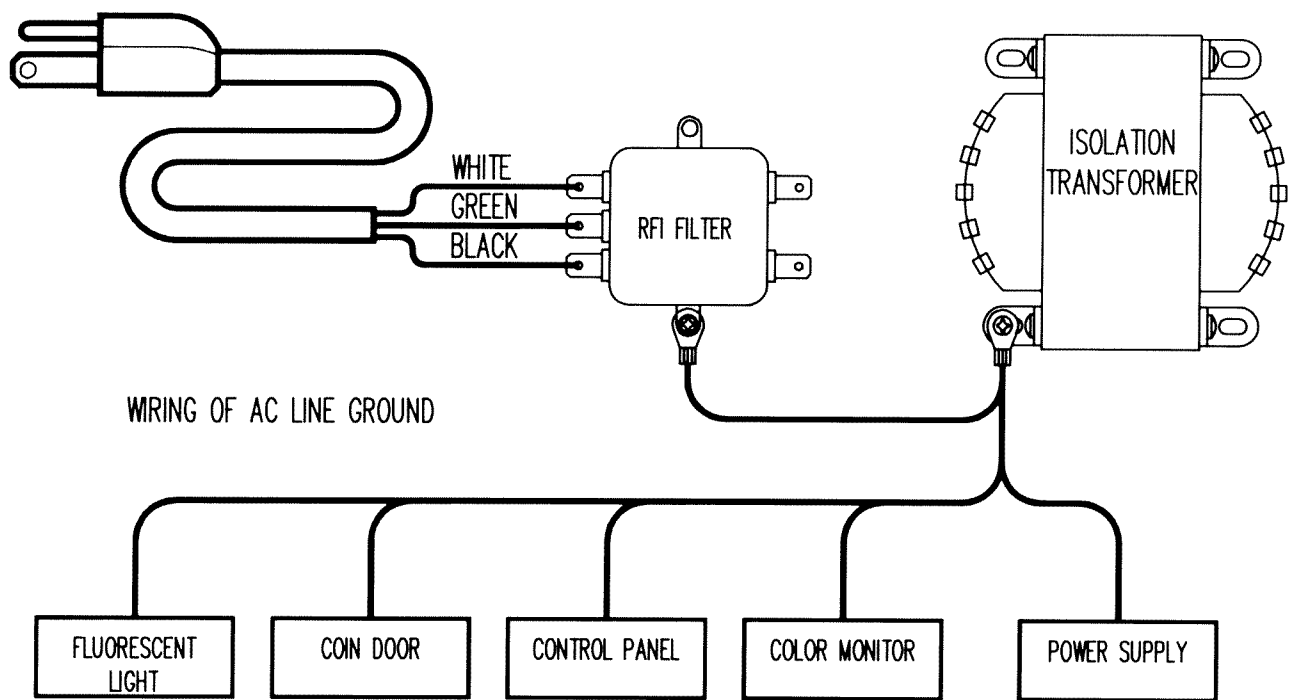 WHITE
GREEN
BLACK
RFI FILTER
ISOLATION
TRANSFORMER
WIRING OF AC LINE GROUND
FLUORESCENT
LIGHT
COIN DOOR
CONTROL PANEL
COLOR MONITOR
POWER SUPPLY